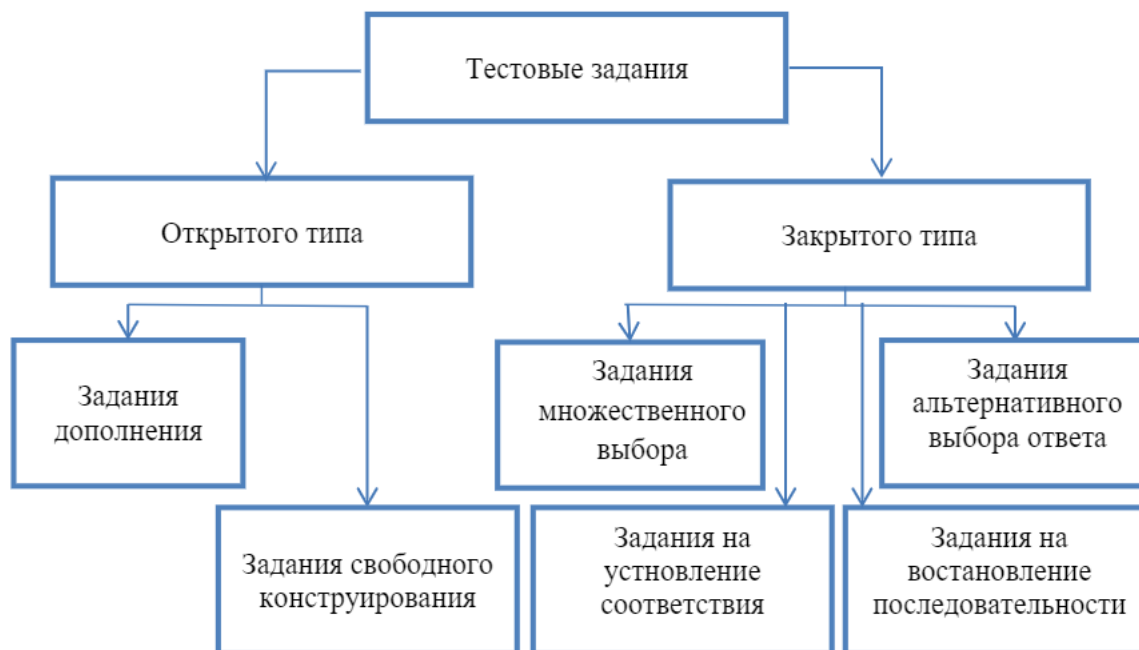 Тестовые задания
Открытого типа
Закрытого типа
Задания
дополнения
Задания
множественного
выбора
Задания
альтернативного
выбора ответа
Задания свободного
конструирования
Задания на
устновление
соответствия
Задания на
востановление
последовательности